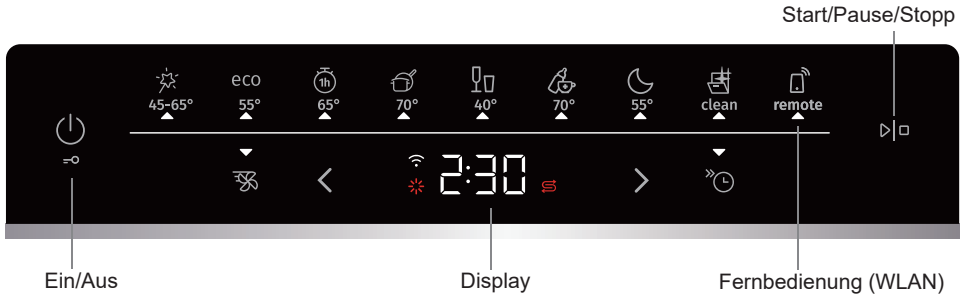 Start/Pause/Stopp
eco
1h
45-65° 55° 65° 70° 40° 70° 55° clean remote
2:30
Ein/Aus Display Fernbedienung (WLAN)